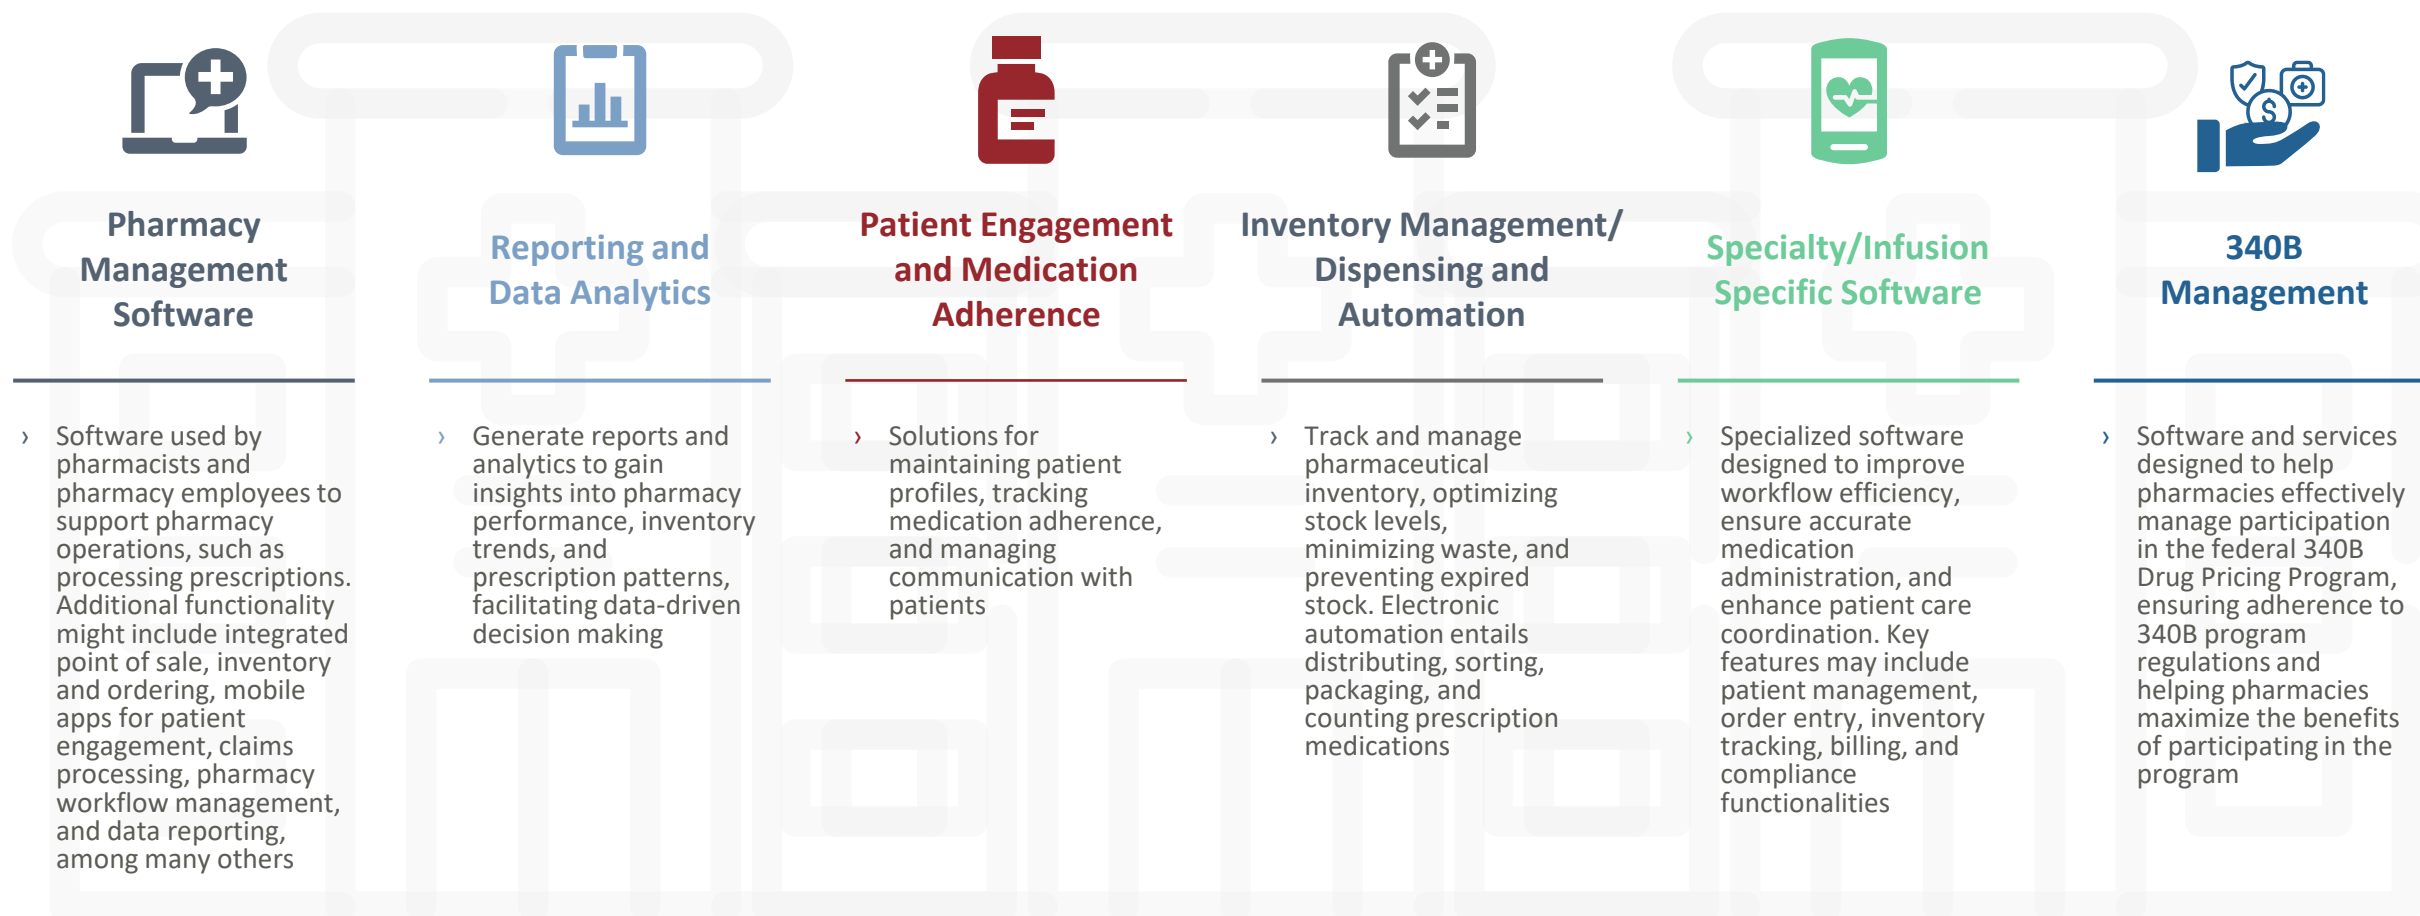 Pharmacy
Management
Software
› Software used by
pharmacists and
pharmacy employees to
support pharmacy
operations, such as
processing prescriptions.
Additional functionality
might include integrated
point of sale, inventory
and ordering, mobile
apps for patient
engagement, claims
processing, pharmacy
workflow management,
and data reporting,
among many others
Reporting and
Data Analytics
› Generate reports and
analytics to gain
insights into pharmacy
performance, inventory
trends, and
prescription patterns,
facilitating data-driven
decision making
Patient Engagement
and Medication
Adherence
› Solutions for
maintaining patient
profiles, tracking
medication adherence,
and managing
communication with
patients
Inventory Management/
Dispensing and
Automation
› Track and manage
pharmaceutical
inventory, optimizing
stock levels,
minimizing waste, and
preventing expired
stock. Electronic
automation entails
distributing, sorting,
packaging, and
counting prescription
medications
Specialty/Infusion
Specific Software
› Specialized software
designed to improve
workflow efficiency,
ensure accurate
medication
administration, and
enhance patient care
coordination. Key
features may include
patient management,
order entry, inventory
tracking, billing, and
compliance
functionalities
$
340B
Management
› Software and services
designed to help
pharmacies effectively
manage participation
in the federal 340B
Drug Pricing Program,
ensuring adherence to
340B program
regulations and
helping pharmacies
maximize the benefits
of participating in the
program